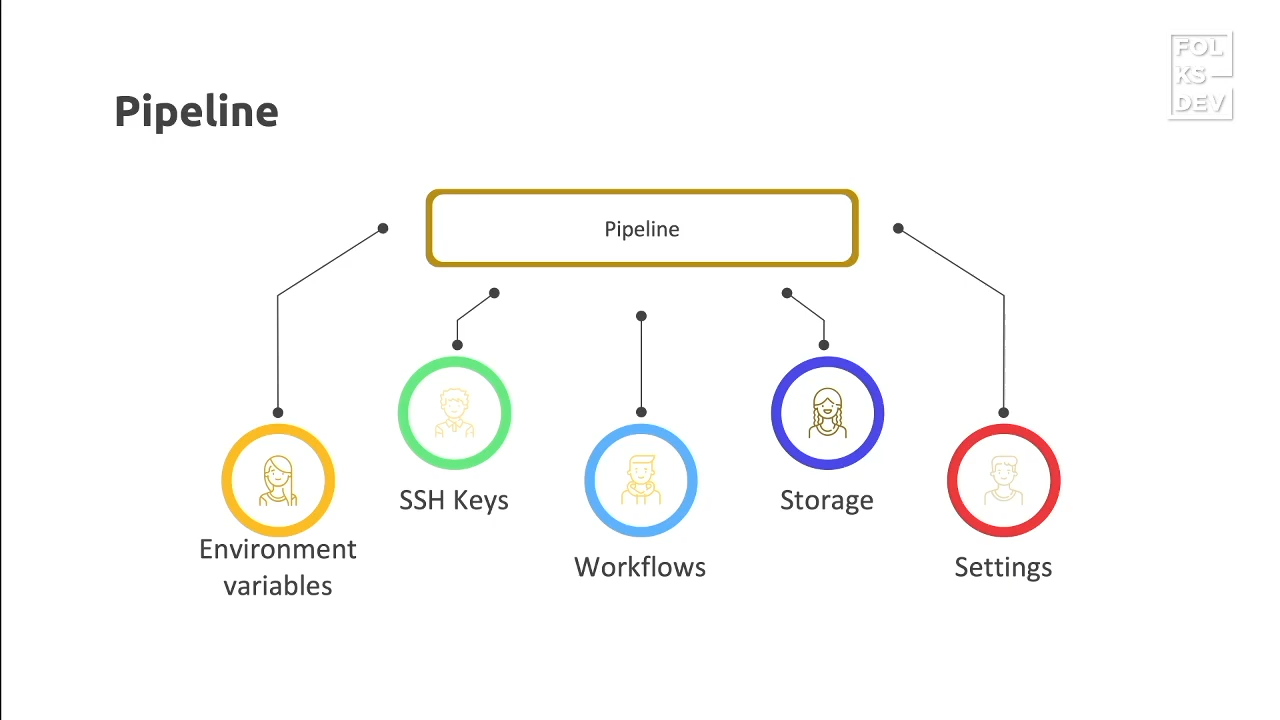 FOL
KS
DEV
Pipeline
Pipeline
SSH Keys
Storage
Environment
variables
Workflows
Settings